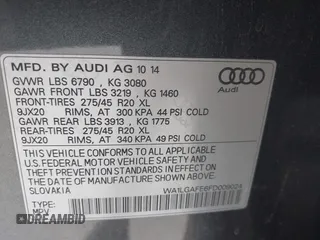 MFD. BY AUDI AG 10 14
GVWR LBS 6790 , KG 3080
GAWR FRONT LBS 3219 , KG 1460
FRONT-TIRES 275/45 R20 XL
9JX20 RIMS, AT 300 KPA 44 PSI COLD
GAWR REAR LBS 3913 , KG 1775
REAR-TIRES 275/45 R20 XL
9JX20 RIMS, AT 340 KPA 49 PSI COLD
THIS VEHICLE CONFORMS TO ALL APPLICABLE
U.S. FEDERAL MOTOR VEHICLE SAFETY, BUMPER, AND
THEFT PREVENTION STANDARDS IN EFFECT
ON THE DATE OF MANUFACTURE SHOWN ABOVE.
SLOVAKIA
TYPE:
MPV
Audi